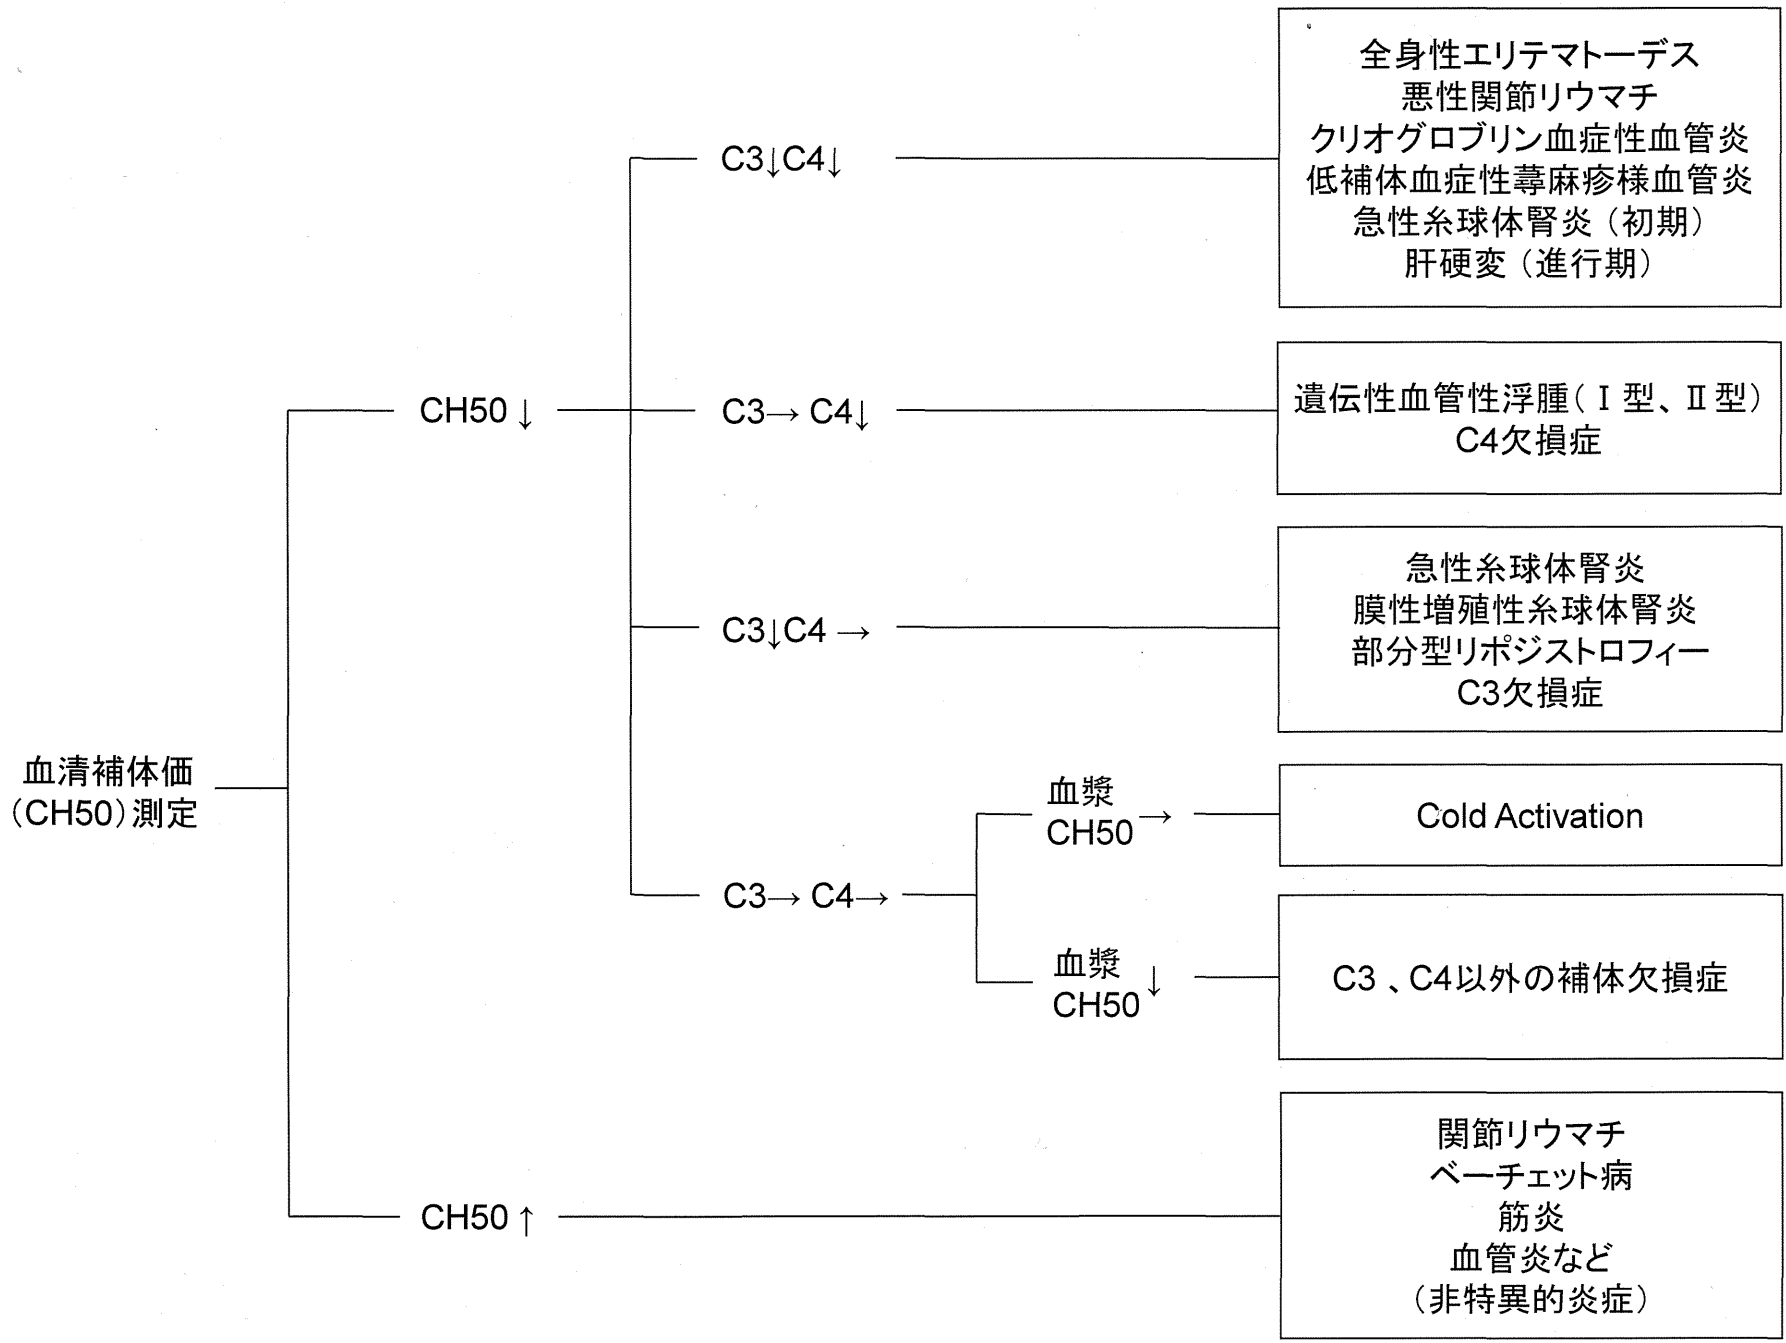 血清補体価
（CH50）測定
CH50 ↓
C3↓C4↓
全身性エリテマトーデス
悪性関節リウマチ
クリオグロブリン血症性血管炎
低補体血症性蕁麻疹様血管炎
急性糸球体腎炎（初期）
肝硬変（進行期）
C3→ C4↓
遺伝性血管性浮腫（Ⅰ型、Ⅱ型）
C4欠損症
C3↓C4 →
急性糸球体腎炎
膜性増殖性糸球体腎炎
部分型リポジストロフィー
C3欠損症
C3→ C4→
血漿
CH50 →
Cold Activation
血漿
CH50 ↓
C3 、C4以外の補体欠損症
CH50 ↑
関節リウマチ
ベーチェット病
筋炎
血管炎など
（非特異的炎症）